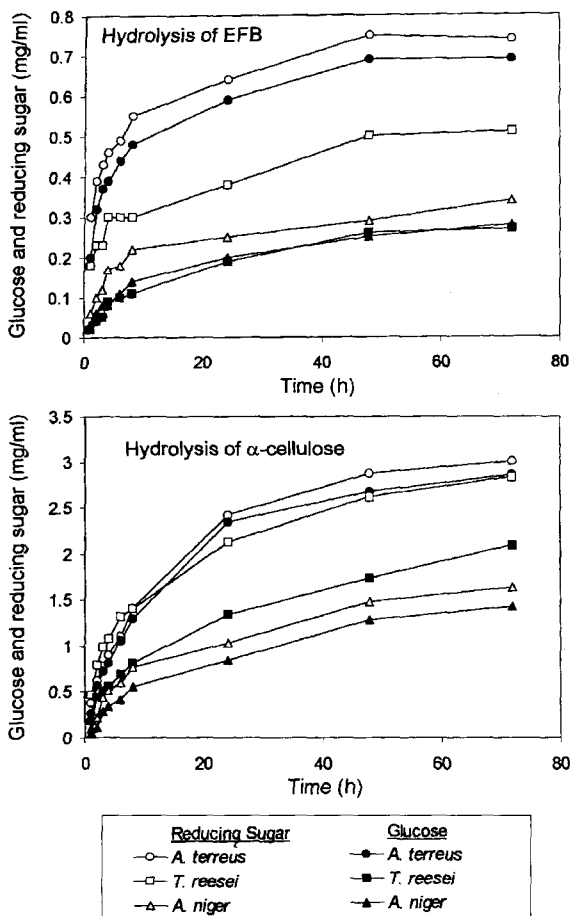 Hydrolysis of EFB
Glucose and reducing sugar (mg/ml)
0.8
0.7
0.6
0.5
0.4
0.3
0.2
0.1
0
0 20 40 60 80
Time (h)
Hydrolysis of α-cellulose
Glucose and reducing sugar (mg/ml)
3.5
3
2.5
2
1.5
1
0.5
0
0 20 40 60 80
Time (h)
Reducing Sugar Glucose
A. terreus A. terreus
T. reesei T. reesei
A. niger A. niger